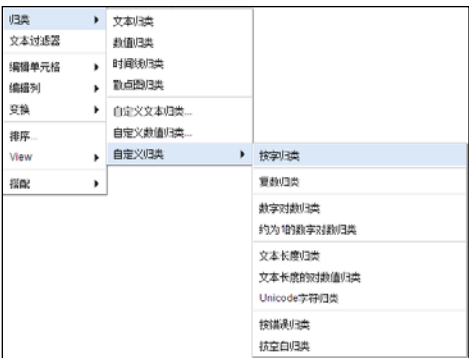 归类
文本过滤器
编辑单元格
编辑列
变换
排序...
View
搭配
文本归类
数值归类
时间线归类
散点图归类
自定义文本归类...
自定义数值归类...
自定义归类
按字归类
复数归类
数字对数归类
约为1的数字对数归类
文本长度归类
文本长度的对数值归类
Unicode字符归类
按错误归类
按空白归类